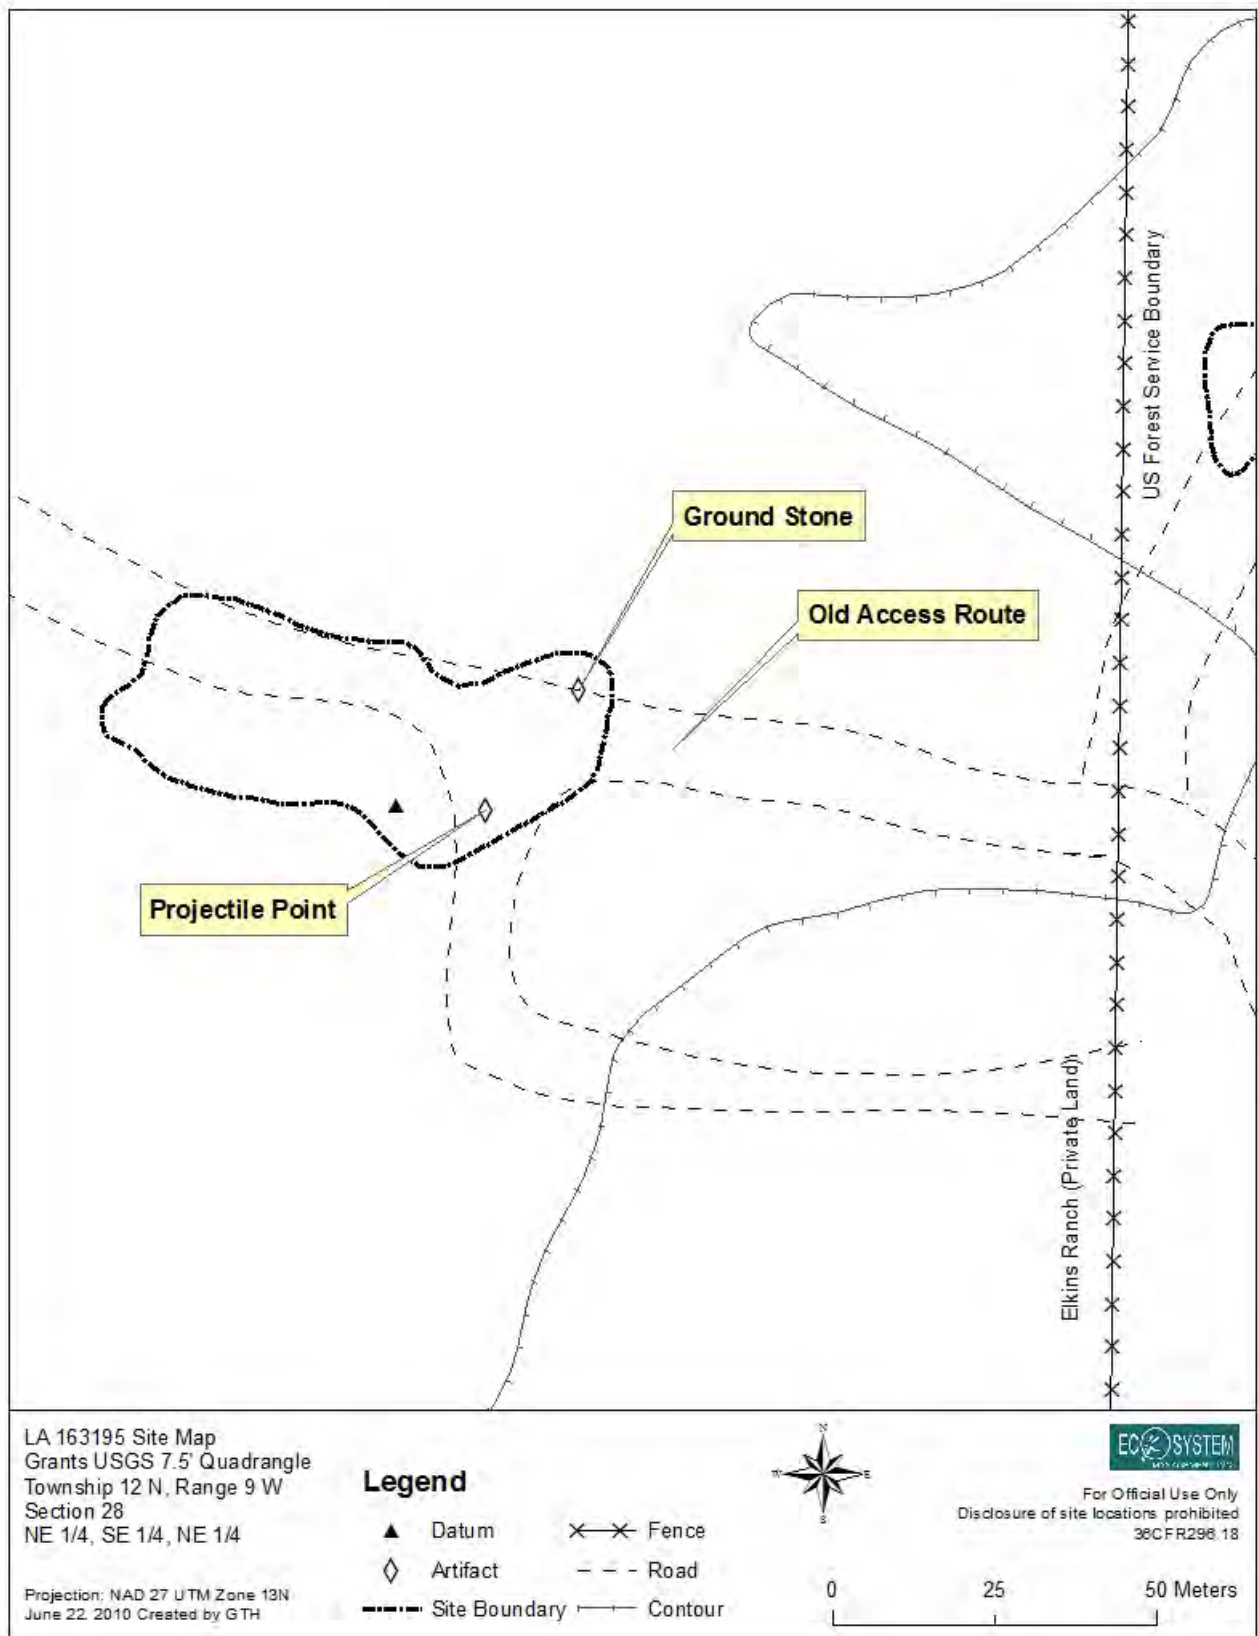 US Forest Service Boundary
Ground Stone
Old Access Route
Projectile Point
Elkins Ranch (Private Land)
LA 163195 Site Map
Grants USGS 7.5' Quadrangle
Township 12 N, Range 9 W
Section 28
NE 1/4, SE 1/4, NE 1/4
Projection: NAD 27 UTM Zone 13N
June 22, 2010 Created by GTH
Legend
Datum
Fence
Artifact
Road
Site Boundary
Contour
N
W
E
S
ECOSYSTEM
For Official Use Only
Disclosure of site locations prohibited
36CFR296.18
0 25 50 Meters